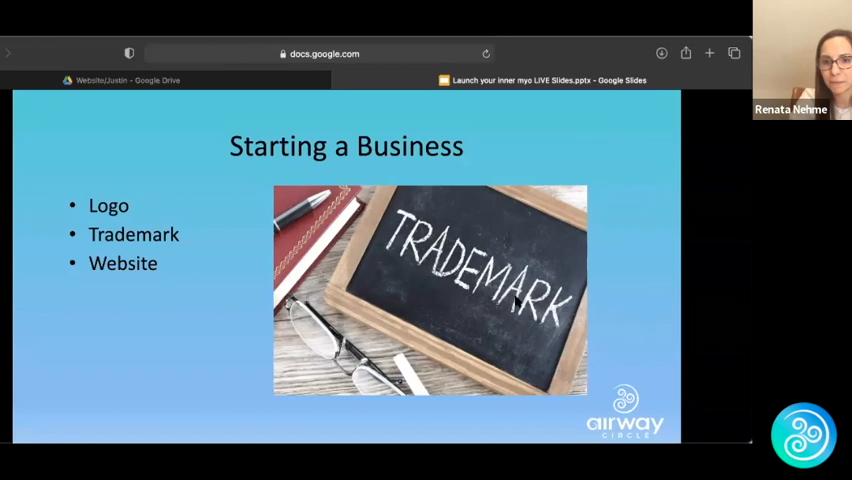 docs.google.com
Website/Justin - Google Drive
Launch your inner myo LIVE Slides.pptx - Google Slides
Renata Nehme
Starting a Business
• Logo
• Trademark
• Website
TRADEMARK
airway
CIRCLE